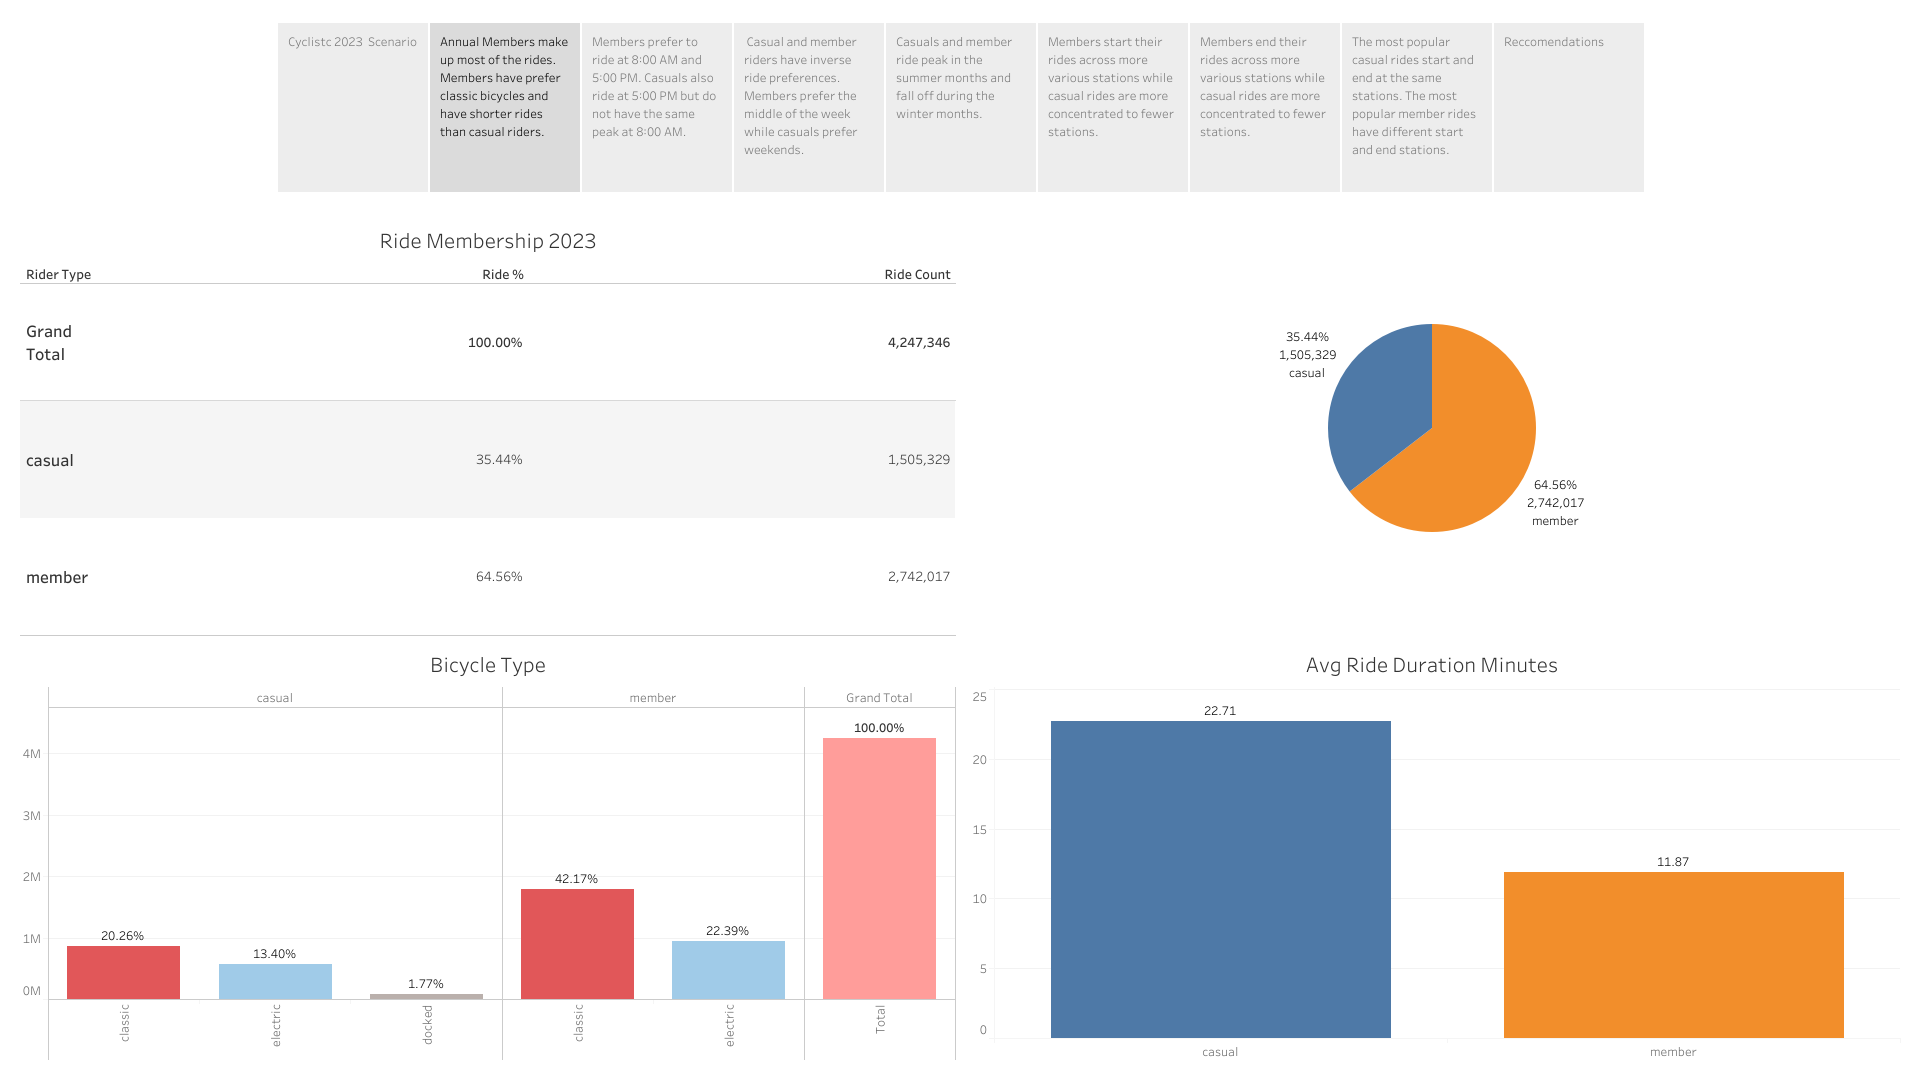 Cyclistc 2023 Scenario
Annual Members make
up most of the rides.
Members have prefer
classic bicycles and
have shorter rides
than casual riders.
Members prefer to
ride at 8:00 AM and
5:00 PM. Casuals also
ride at 5:00 PM but do
not have the same
peak at 8:00 AM.
Casual and member
riders have inverse
ride preferences.
Members prefer the
middle of the week
while casuals prefer
weekends.
Casuals and member
ride peak in the
summer months and
fall off during the
winter months.
Members start their
rides across more
various stations while
casual rides are more
concentrated to fewer
stations.
Members end their
rides across more
various stations while
casual rides are more
concentrated to fewer
stations.
The most popular
casual rides start and
end at the same
stations. The most
popular member rides
have different start
and end stations.
Reccomendations
Ride Membership 2023
Rider Type Ride % Ride Count
Grand
Total
100.00% 4,247,346
casual 35.44% 1,505,329
member 64.56% 2,742,017
35.44%
1,505,329
casual
64.56%
2,742,017
member
Bicycle Type
casual member Grand Total
4M
3M
2M
1M
0M
20.26%
13.40%
1.77%
42.17%
22.39%
100.00%
classic
electric
docked
classic
electric
Total
Avg Ride Duration Minutes
25
20
15
10
5
0
22.71
11.87
casual
member